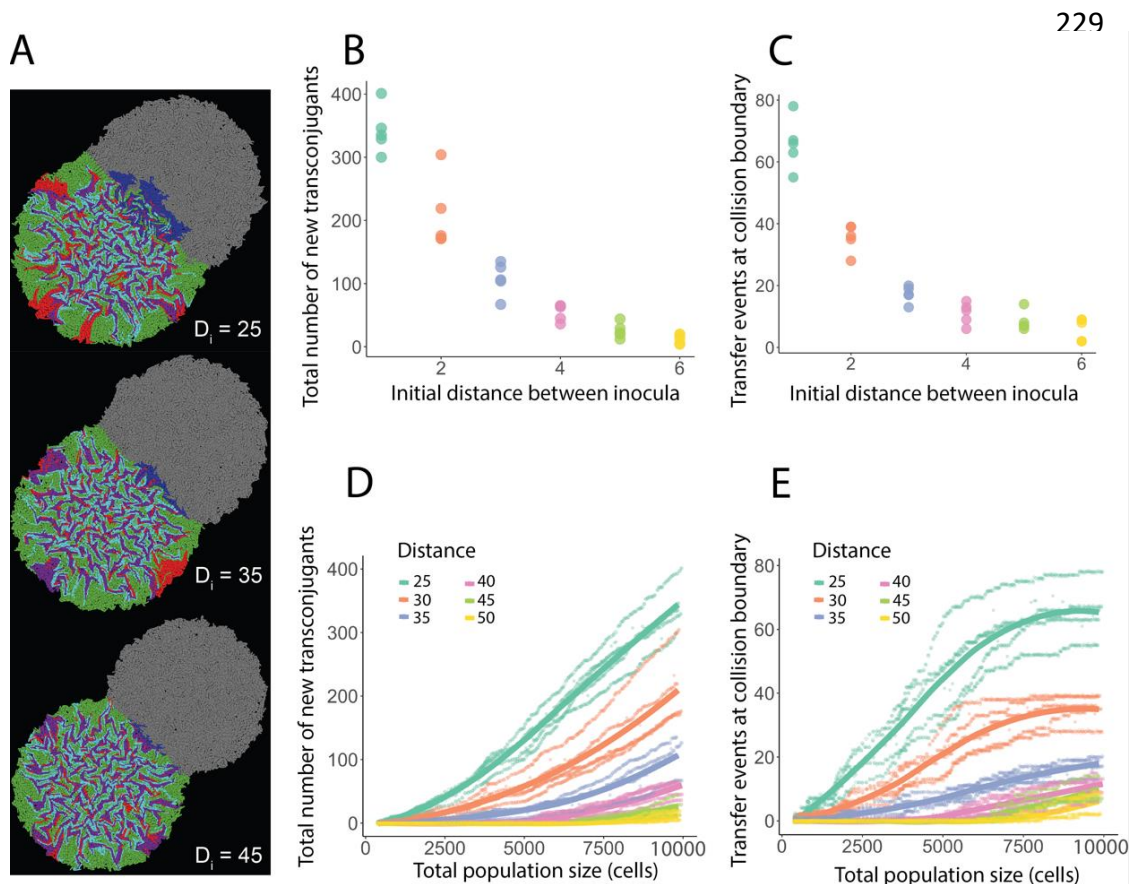 229
A
D_i = 25
D_i = 35
D_i = 45
B
Total number of new transconjugants
400
300
200
100
0
2
4
6
Initial distance between inocula
C
Transfer events at collision boundary
80
60
40
20
0
2
4
6
Initial distance between inocula
D
Total number of new transconjugants
Distance
25
40
30
45
35
50
400
300
200
100
0
0
2500
5000
7500
10000
Total population size (cells)
E
Transfer events at collision boundary
Distance
25
40
30
45
35
50
80
60
40
20
0
0
2500
5000
7500
10000
Total population size (cells)